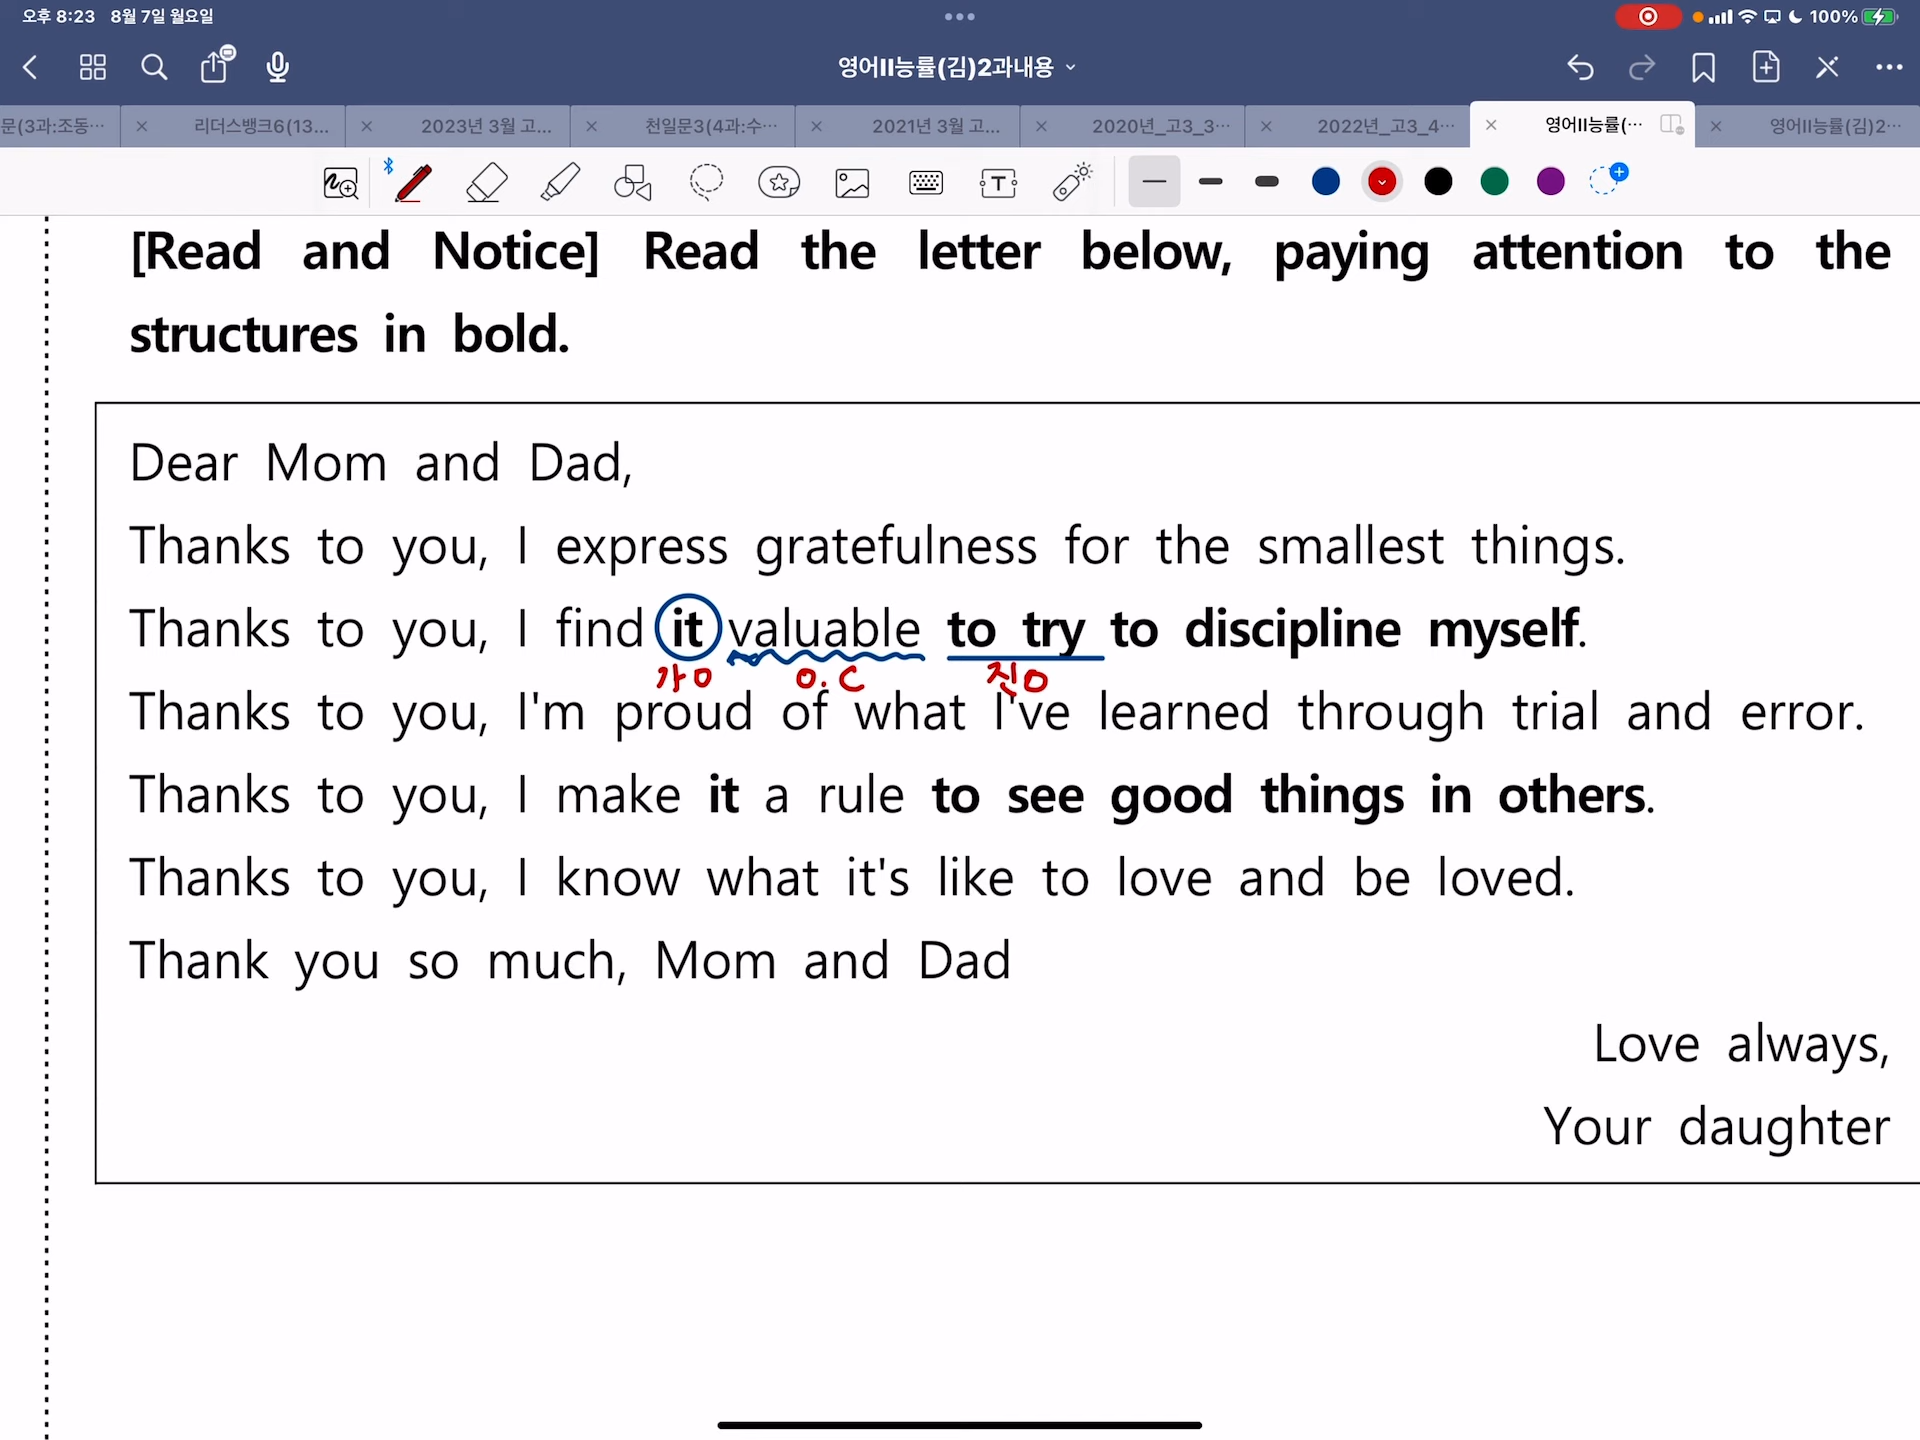 오후 8:23 8월 7일 월요일
100%
영어II능률(김)2과내용
문(3과:조동…
리더스뱅크6(13...
2023년 3월 고...
천일문3(4과:수…
2021년 3월 고...
2020년_고3_3…
2022년_고3_4…
영어II능률(…
영어II능률(김)2…
[Read and Notice] Read the letter below, paying attention to the
structures in bold.
Dear Mom and Dad,
Thanks to you, I express gratefulness for the smallest things.
Thanks to you, I find it valuable to try to discipline myself.
가O O.C 진O
Thanks to you, I'm proud of what I've learned through trial and error.
Thanks to you, I make it a rule to see good things in others.
Thanks to you, I know what it's like to love and be loved.
Thank you so much, Mom and Dad
Love always,
Your daughter